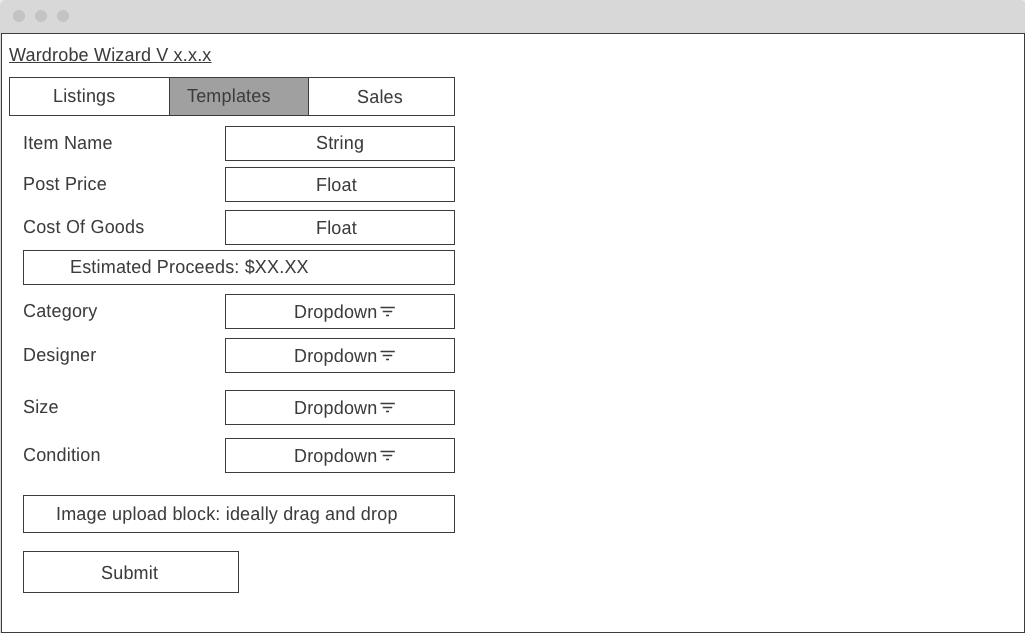 Wardrobe Wizard V x.x.x
Listings Templates Sales
Item Name String
Post Price Float
Cost Of Goods Float
Estimated Proceeds: $XX.XX
Category Dropdown
Designer Dropdown
Size Dropdown
Condition Dropdown
Image upload block: ideally drag and drop
Submit